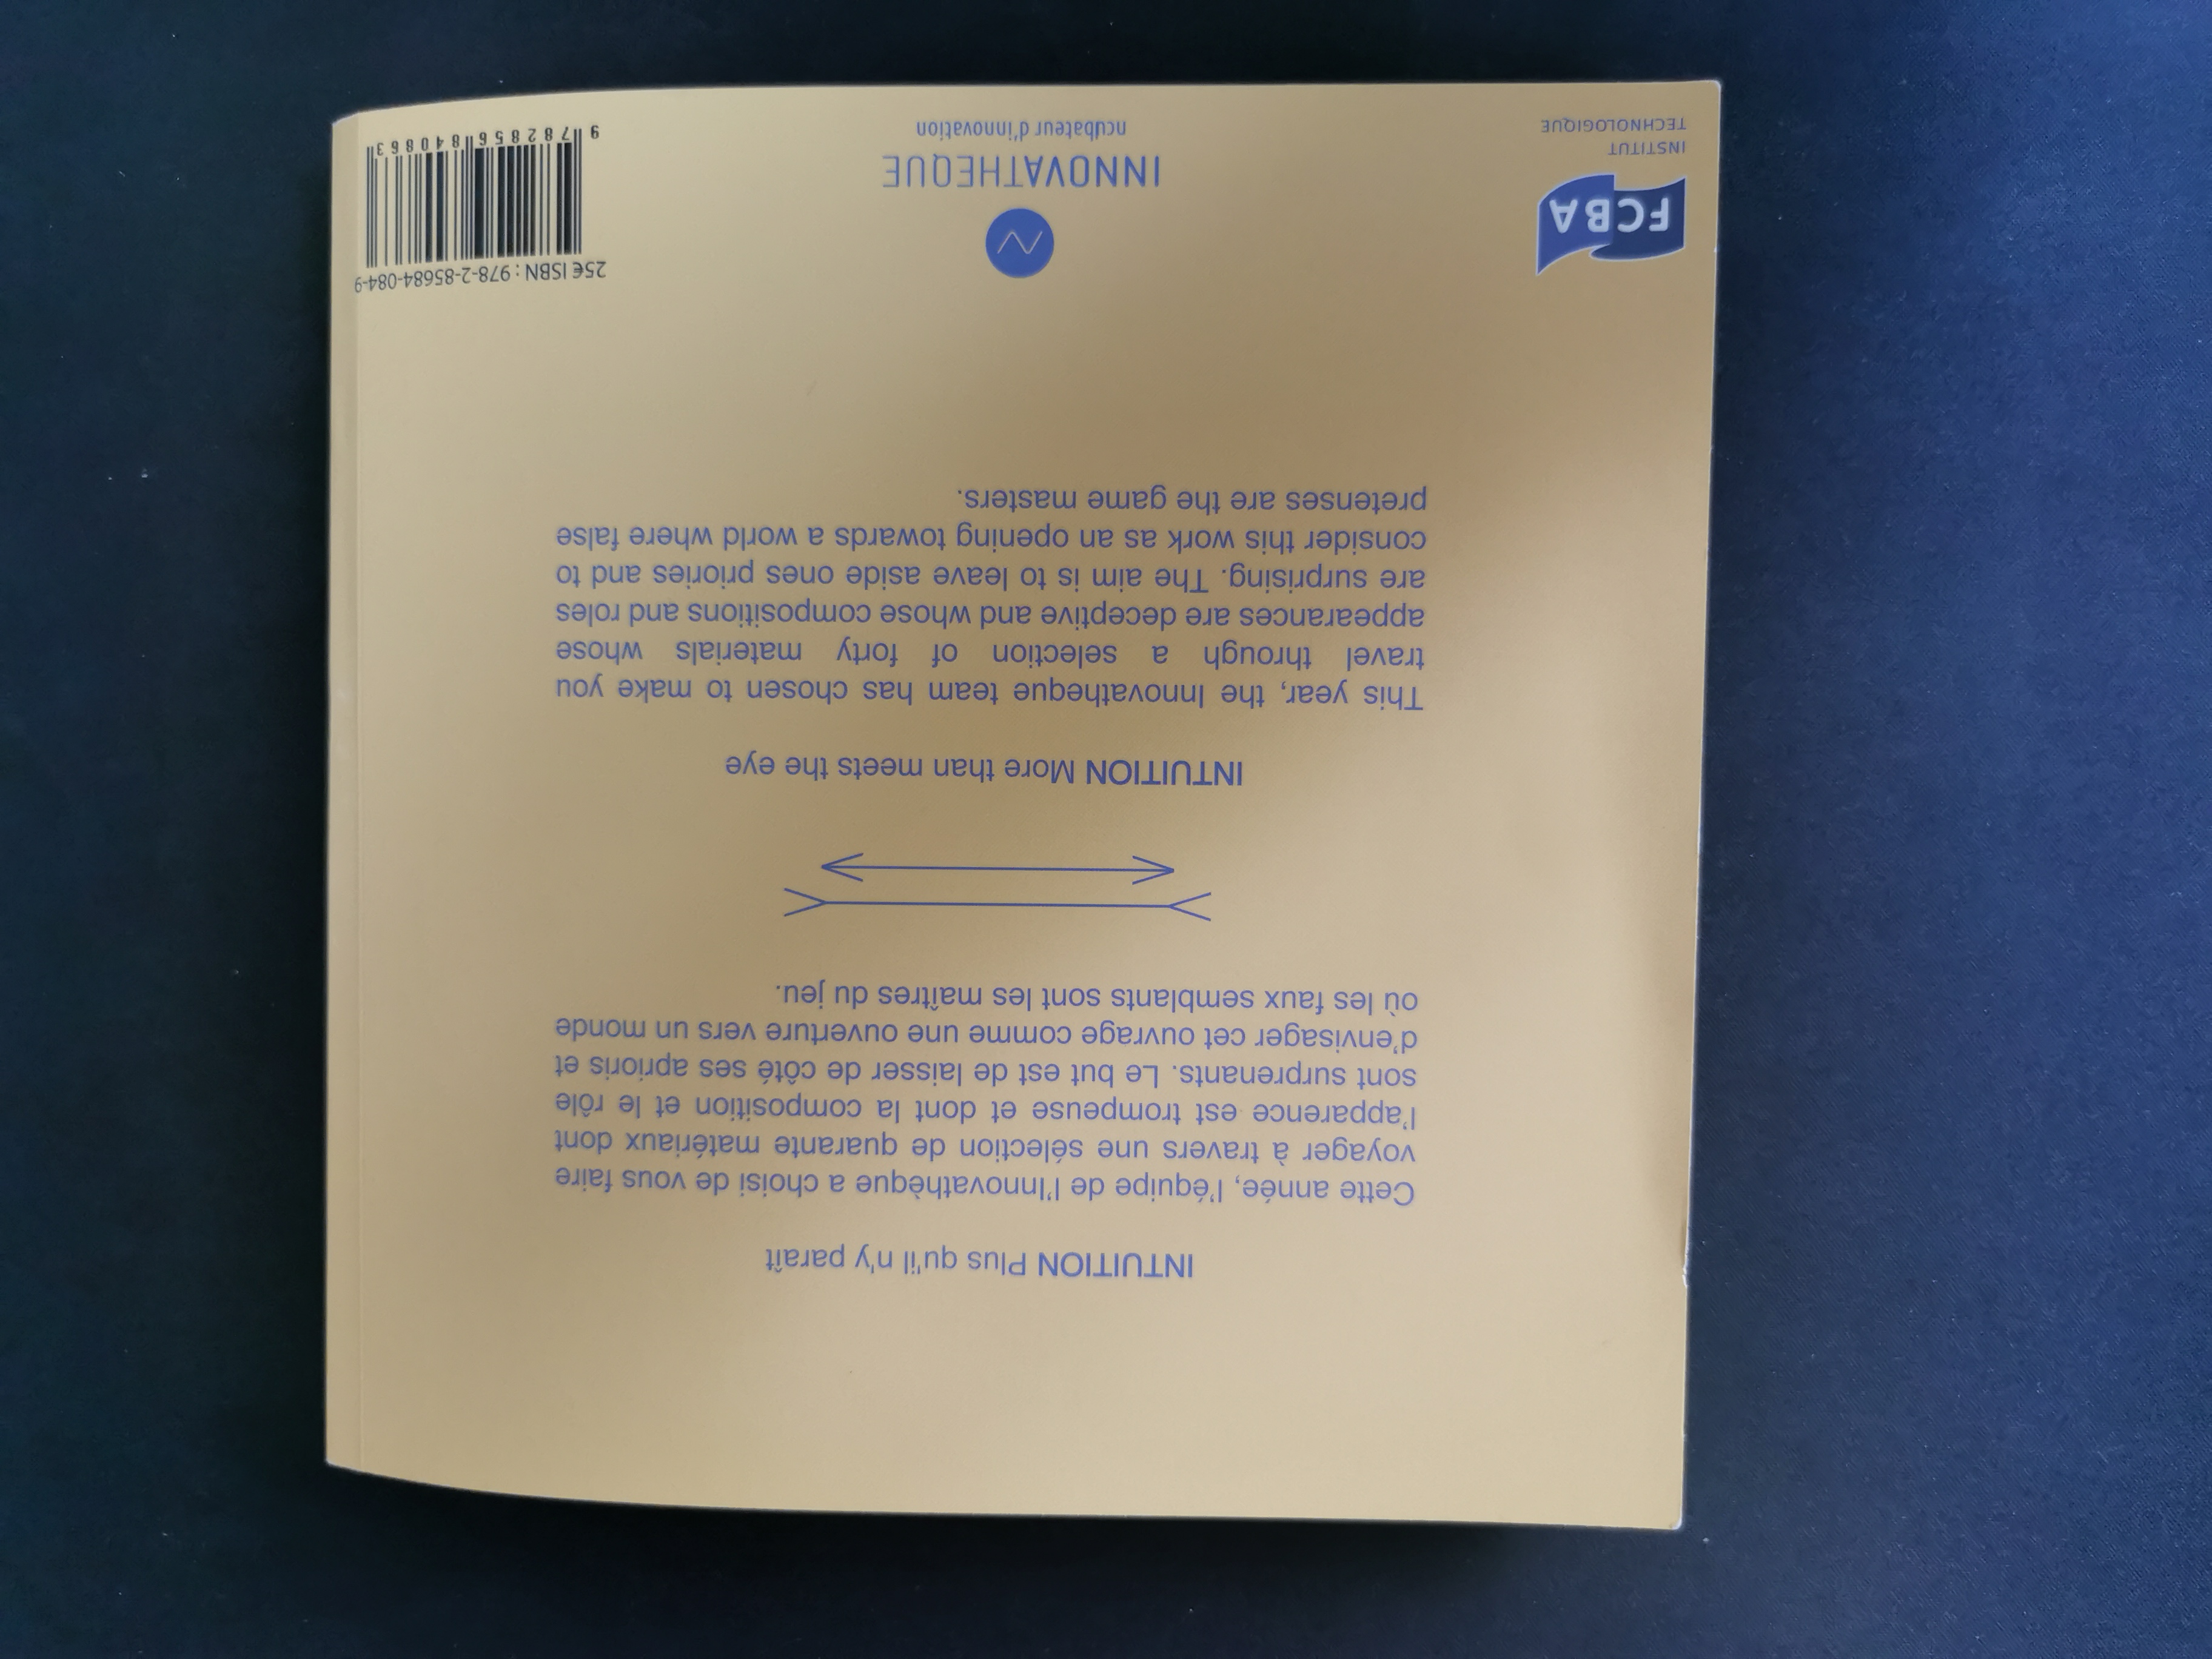 INTUITION Plus qu'il n'y paraît
Cette année, l'équipe de l'Innovathèque a choisi de vous faire
voyager à travers une sélection de quarante matériaux dont
l'apparence est trompeuse et dont la composition et le rôle
sont surprenants. Le but est de laisser de côté ses aprioris et
d'envisager cet ouvrage comme une ouverture vers un monde
où les faux semblants sont les maîtres du jeu.
INTUITION More than meets the eye
This year, the Innovatheque team has chosen to make you
travel through a selection of forty materials whose
appearances are deceptive and whose compositions and roles
are surprising. The aim is to leave aside ones priories and to
consider this work as an opening towards a world where false
pretenses are the game masters.
FCBA
INSTITUT
TECHNOLOGIQUE
INNOVATHEQUE
ncubateur d'innovation
25€ ISBN : 978-2-85684-084-9
9 782856 840863